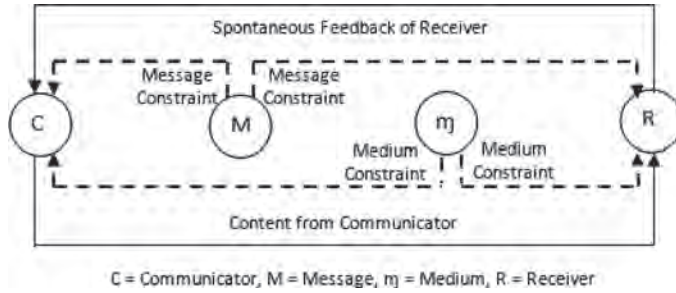 Spontaneous Feedback of Receiver
Message Constraint
Message Constraint
C
M
ɱ
R
Medium Constraint
Medium Constraint
Content from Communicator
C = Communicator, M = Message, ɱ = Medium, R = Receiver